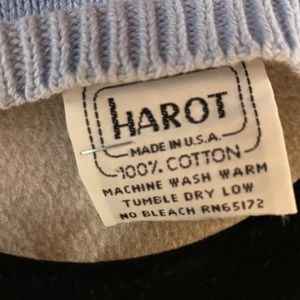 HAROT
MADE IN U.S.A.
100% COTTON
MACHINE WASH WARM
TUMBLE DRY LOW
NO BLEACH RN65172